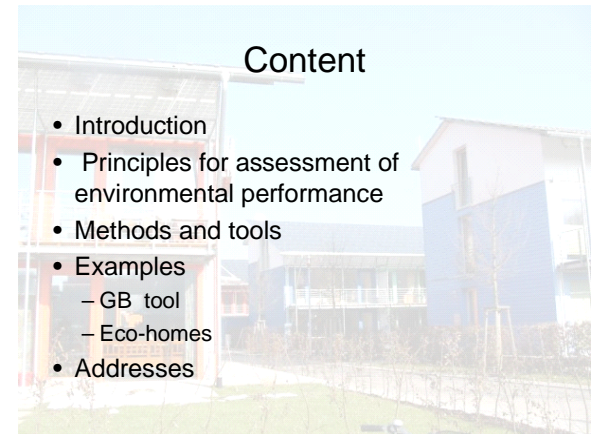 Content
• Introduction
• Principles for assessment of
environmental performance
• Methods and tools
• Examples
– GB tool
– Eco-homes
• Addresses